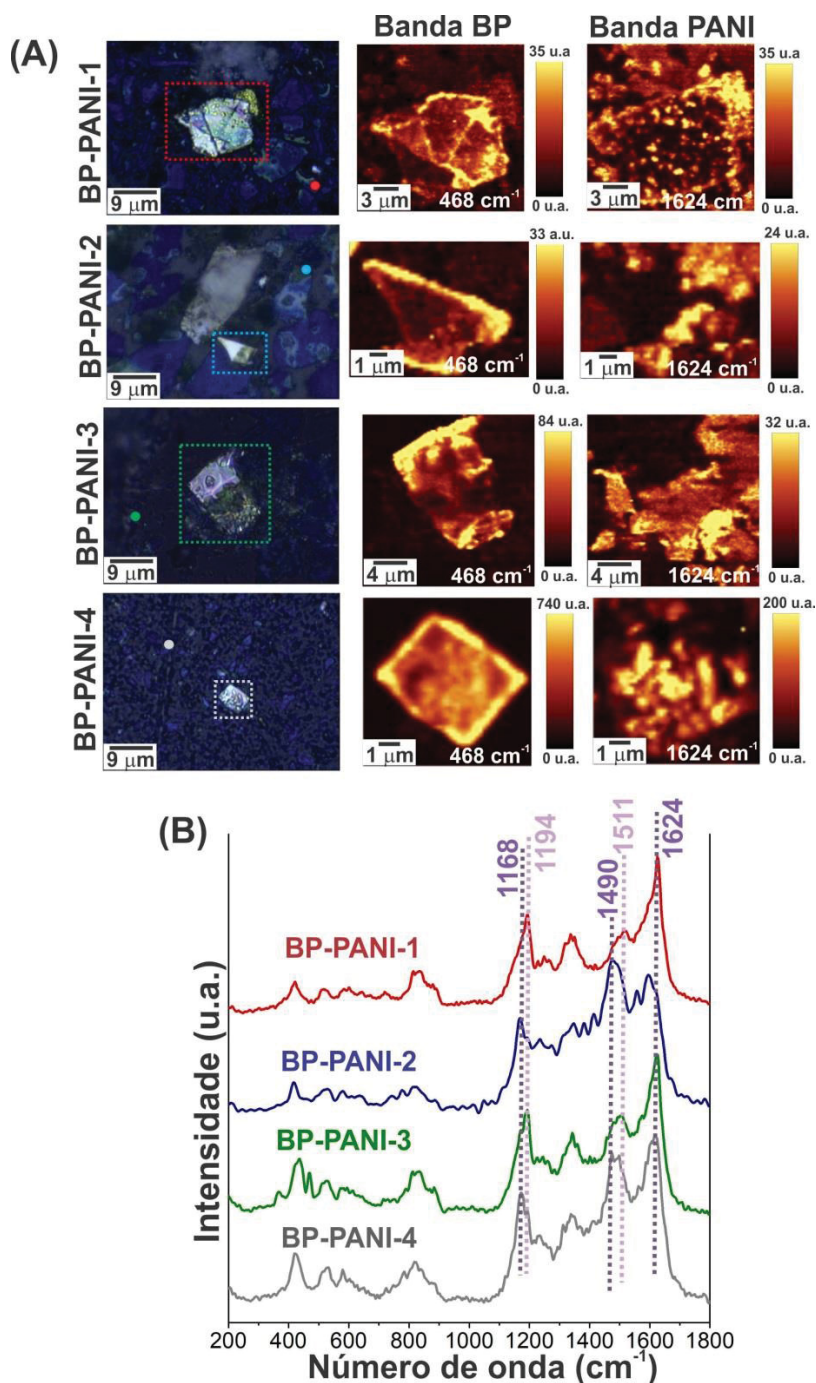 (A)
Banda BP
Banda PANI
BP-PANI-1
9 μm
35 u.a
0 u.a.
3 μm
468 cm⁻¹
35 u.a
0 u.a.
3 μm
1624 cm⁻¹
BP-PANI-2
9 μm
33 a.u.
0 u.a.
1 μm
468 cm⁻¹
24 u.a.
0 u.a.
1 μm
1624 cm⁻¹
BP-PANI-3
9 μm
84 u.a.
0 u.a.
4 μm
468 cm⁻¹
32 u.a.
0 u.a.
4 μm
1624 cm⁻¹
BP-PANI-4
9 μm
740 u.a.
0 u.a.
1 μm
468 cm⁻¹
200 u.a.
0 u.a.
1 μm
1624 cm⁻¹
(B)
1168
1194
1490
1511
1624
BP-PANI-1
BP-PANI-2
BP-PANI-3
BP-PANI-4
Intensidade (u.a.)
200 400 600 800 1000 1200 1400 1600 1800
Número de onda (cm⁻¹)